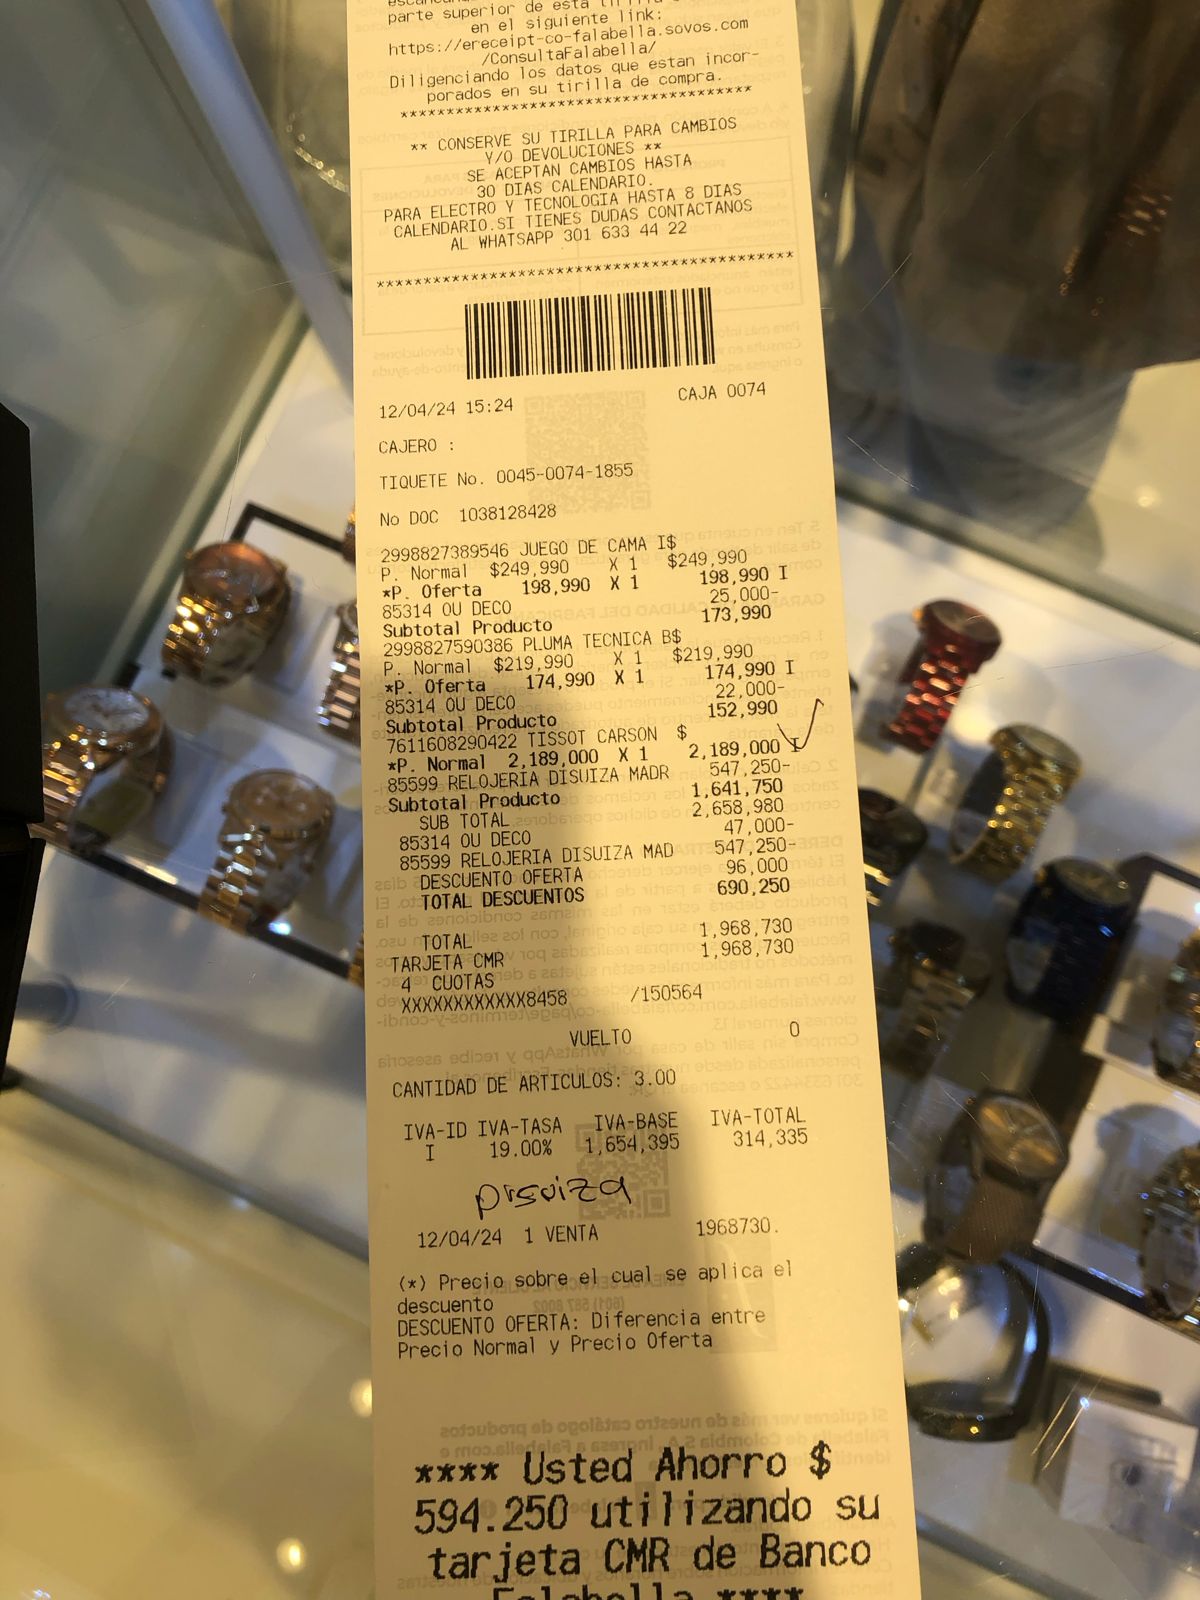 parte superior de esta tirilla
en el siguiente link:
https://ereceipt-co-falabella.sovos.com
/ConsultaFalabella/
Diligenciando los datos que estan incor-
porados en su tirilla de compra.
****************************************
** CONSERVE SU TIRILLA PARA CAMBIOS
Y/O DEVOLUCIONES **
SE ACEPTAN CAMBIOS HASTA
30 DIAS CALENDARIO.
PARA ELECTRO Y TECNOLOGIA HASTA 8 DIAS
CALENDARIO.SI TIENES DUDAS CONTACTANOS
AL WHATSAPP 301 633 44 22
****************************************
12/04/24 15:24 CAJA 0074
CAJERO :
TIQUETE No. 0045-0074-1855
No DOC 1038128428
2998827389546 JUEGO DE CAMA I$
P. Normal $249,990 X 1 $249,990
*P. Oferta 198,990 X 1 198,990 I
85314 OU DECO 25,000-
Subtotal Producto 173,990
2998827590386 PLUMA TECNICA B$
P. Normal $219,990 X 1 $219,990
*P. Oferta 174,990 X 1 174,990 I
85314 OU DECO 22,000-
Subtotal Producto 152,990
7611608290422 TISSOT CARSON $
*P. Normal 2,189,000 X 1 2,189,000 I
85599 RELOJERIA DISUIZA MADR 547,250-
Subtotal Producto 1,641,750
SUB TOTAL 2,658,980
85314 OU DECO 47,000-
85599 RELOJERIA DISUIZA MAD 547,250-
DESCUENTO OFERTA 96,000
TOTAL DESCUENTOS 690,250
TOTAL 1,968,730
TARJETA CMR 1,968,730
4 CUOTAS
XXXXXXXXXXXX8458 /150564
VUELTO 0
CANTIDAD DE ARTICULOS: 3.00
IVA-ID IVA-TASA IVA-BASE IVA-TOTAL
I 19.00% 1,654,395 314,335
12/04/24 1 VENTA 1968730.
(*) Precio sobre el cual se aplica el
descuento
DESCUENTO OFERTA: Diferencia entre
Precio Normal y Precio Oferta
**** Usted Ahorro $
594.250 utilizando su
tarjeta CMR de Banco
Falabella ****